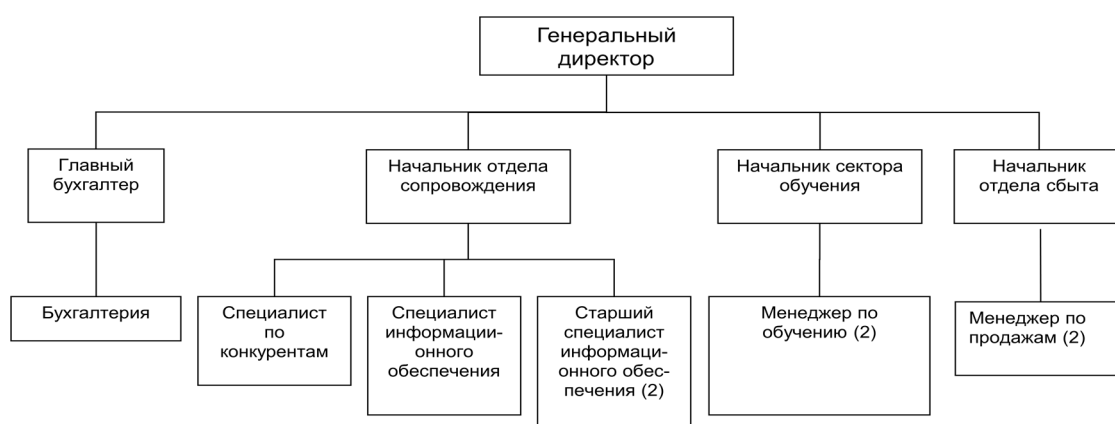 Генеральный
директор
Главный
бухгалтер
Начальник отдела
сопровождения
Начальник сектора
обучения
Начальник
отдела сбыта
Бухгалтерия
Специалист
по
конкурентам
Специалист
информаци-
онного
обеспечения
Старший
специалист
информаци-
онного обес-
печения (2)
Менеджер по
обучению (2)
Менеджер по
продажам (2)